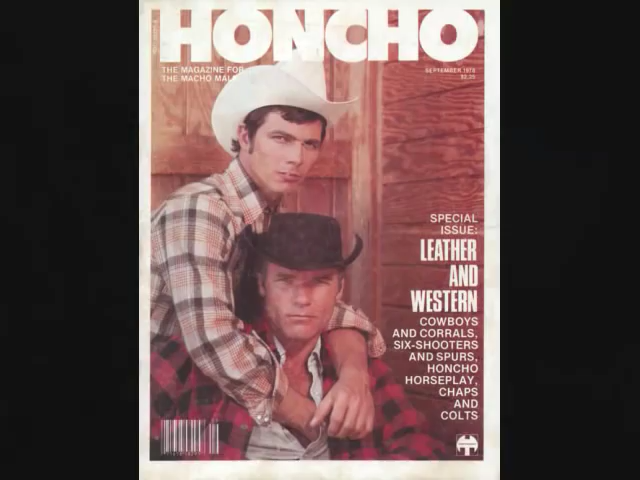 HONCHO
THE MAGAZINE FOR
THE MACHO MALE
SEPTEMBER 1978
SPECIAL
ISSUE:
LEATHER
AND
WESTERN
COWBOYS
AND CORRALS,
SIX-SHOOTERS
AND SPURS,
HONCHO
HORSEPLAY,
CHAPS
AND
COLTS